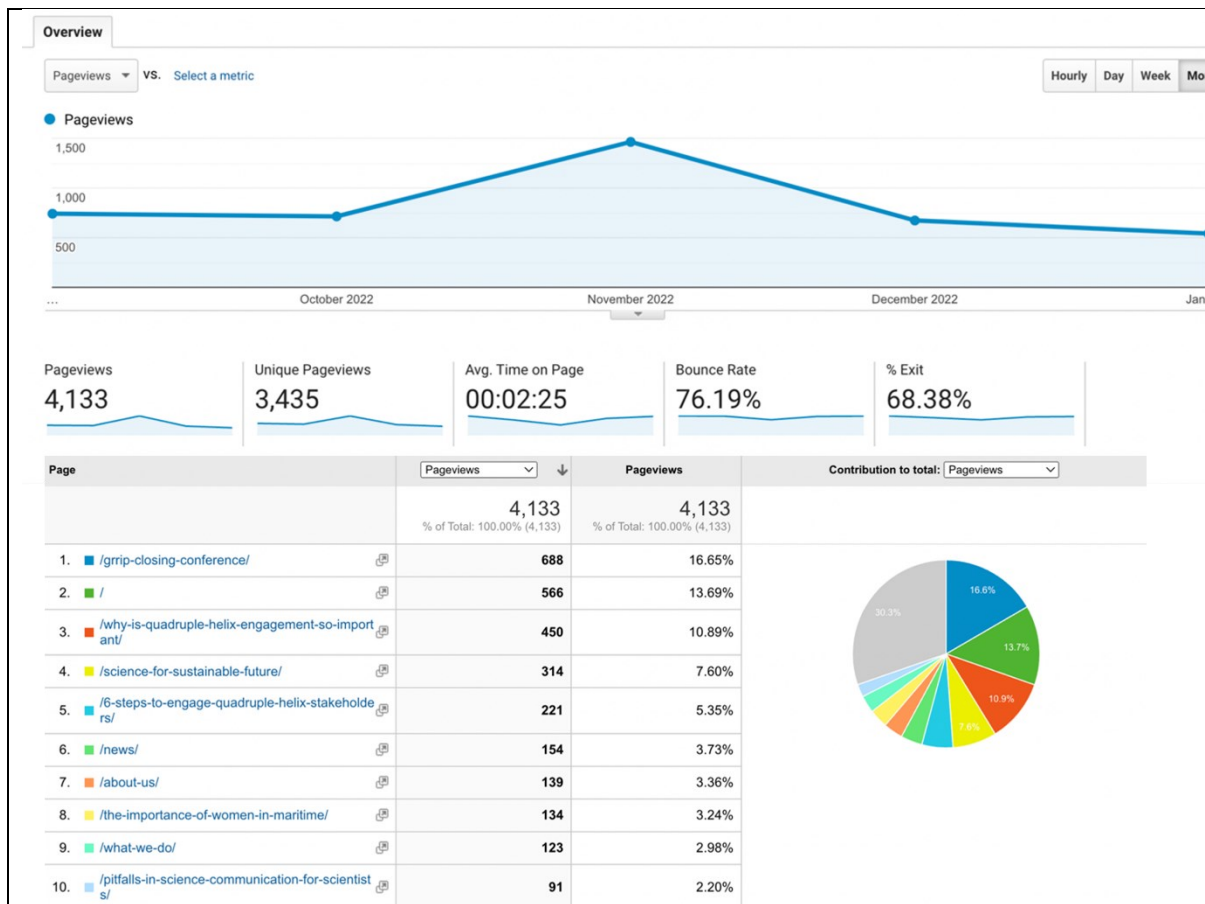 Overview
Pageviews VS. Select a metric
Hourly Day Week Mo
Pageviews
1,500
1,000
500
... October 2022 November 2022 December 2022 Jan
Pageviews Unique Pageviews Avg. Time on Page Bounce Rate % Exit
4,133 3,435 00:02:25 76.19% 68.38%
Page Pageviews Pageviews Contribution to total: Pageviews
4,133 4,133
% of Total: 100.00% (4,133) % of Total: 100.00% (4,133)
1. /grrip-closing-conference/ 688 16.65%
2. / 566 13.69%
3. /why-is-quadruple-helix-engagement-so-import
ant/ 450 10.89%
4. /science-for-sustainable-future/ 314 7.60%
5. /6-steps-to-engage-quadruple-helix-stakeholde
rs/ 221 5.35%
6. /news/ 154 3.73%
7. /about-us/ 139 3.36%
8. /the-importance-of-women-in-maritime/ 134 3.24%
9. /what-we-do/ 123 2.98%
10. /pitfalls-in-science-communication-for-scientist
s/ 91 2.20%
16.6%
13.7%
10.9%
7.6%
30.3%